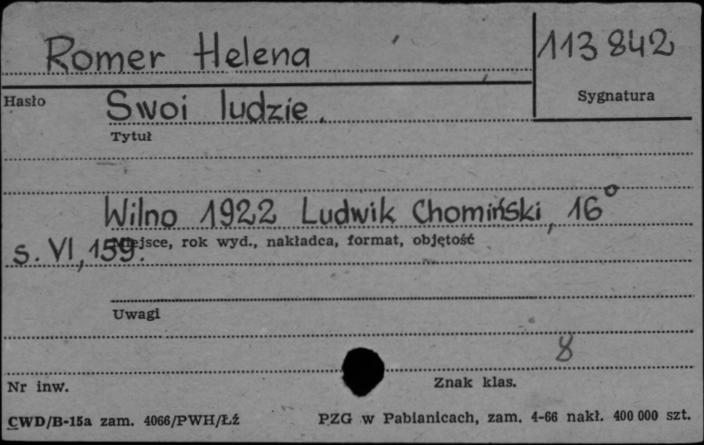 Romer Helena
113 842
Hasło
Sygnatura
Swoi ludzie.
Tytuł
Wilno 1922 Ludwik Chomiński, 16°
Miejsce, rok wyd., nakładca, format, objętość
s. VI, 159.
Uwagi
8
Nr inw.
Znak klas.
CWD/B-15a zam. 4066/PWH/Łź
PZG w Pabianicach, zam. 4-66 nakł. 400 000 szt.